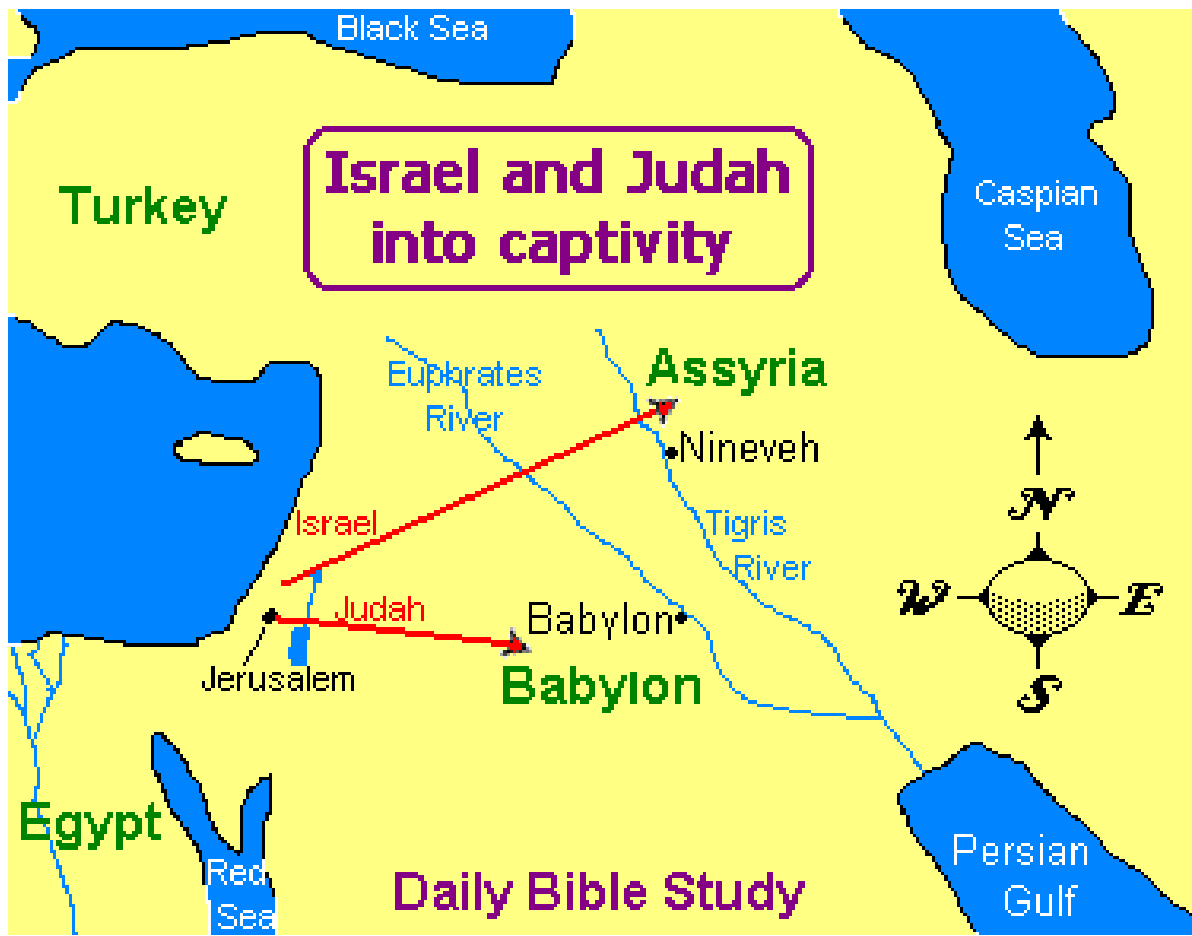 Black Sea
Israel and Judah
into captivity
Turkey
Caspian
Sea
Assyria
Euphrates
River
Nineveh
Israel
Tigris
River
N
W
E
S
Judah
Babylon
Jerusalem
Babylon
Egypt
Red
Sea
Persian
Gulf
Daily Bible Study